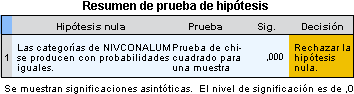 Resumen de prueba de hipótesis
Hipótesis nula Prueba Sig. Decisión
1 Las categorías de NIVCONALUM se producen con probabilidades iguales. Prueba de chi-cuadrado para una muestra ,000 Rechazar la hipótesis nula.
Se muestran significaciones asintóticas. El nivel de significación es de ,0